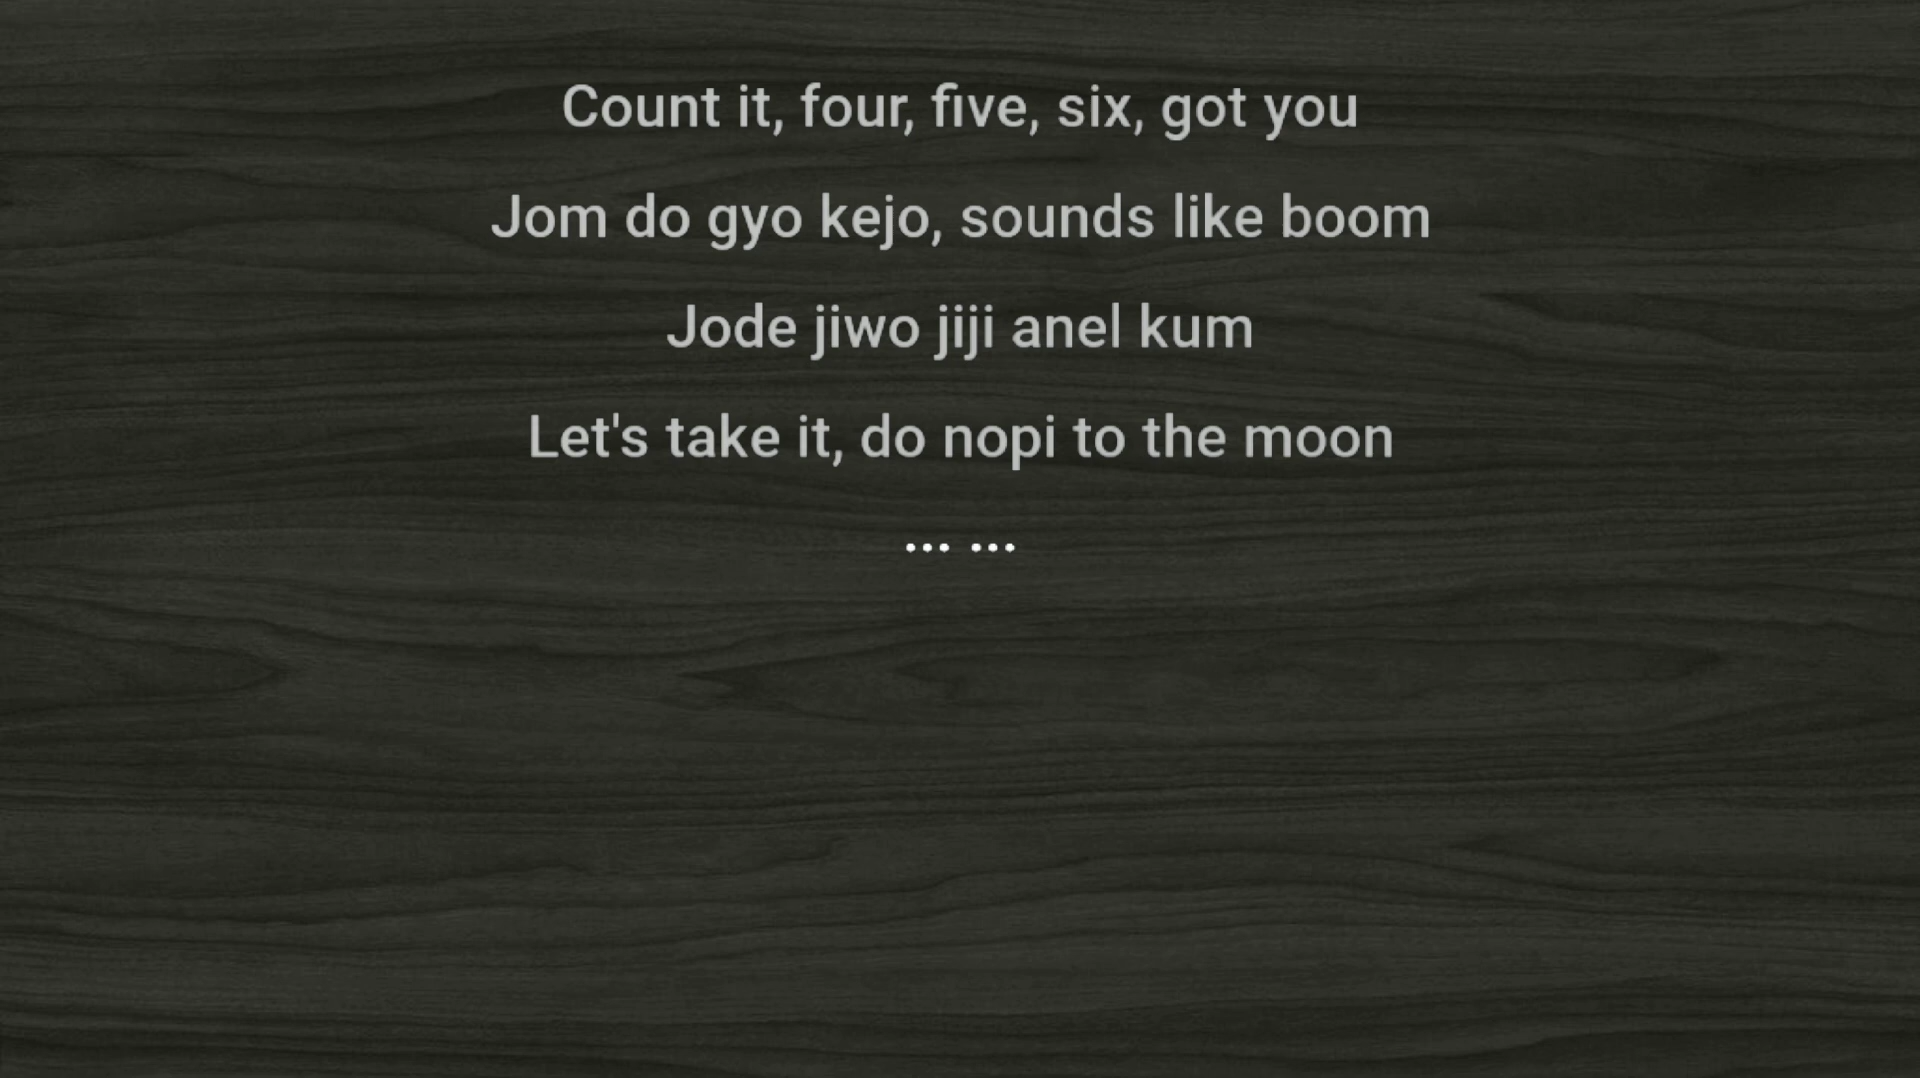 Count it, four, five, six, got you
Jom do gyo kejo, sounds like boom
Jode jiwo jiji anel kum
Let's take it, do nopi to the moon
... ...